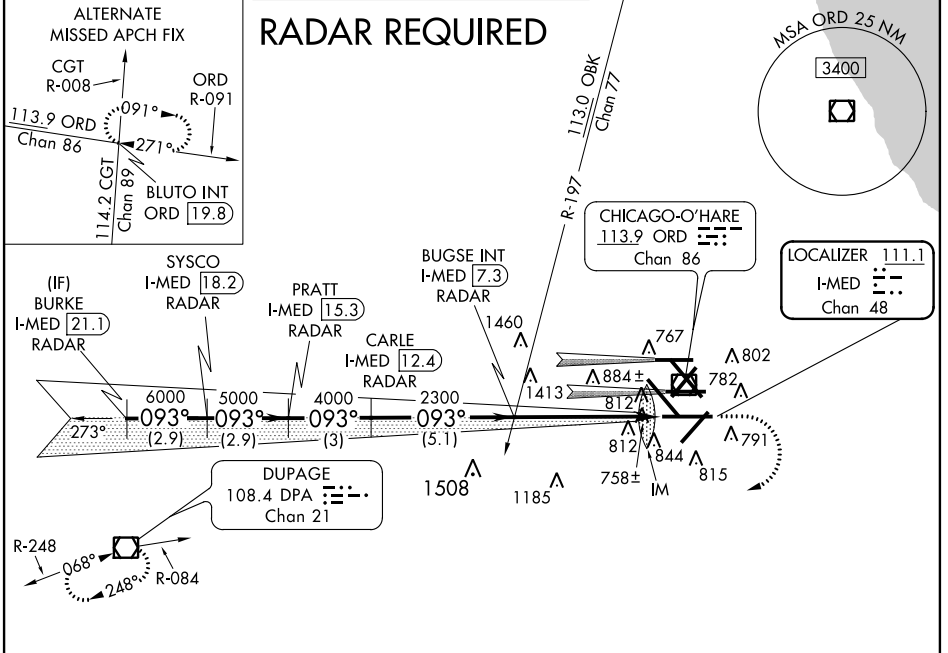 ALTERNATE
MISSED APCH FIX
CGT
R-008
ORD
R-091
091°
113.9 ORD
Chan 86
271°
114.2 CGT
Chan 89
BLUTO INT
ORD 19.8
RADAR REQUIRED
113.0 OBK
Chan 77
R-197
MSA ORD 25 NM
3400
CHICAGO-O'HARE
113.9 ORD
Chan 86
LOCALIZER 111.1
I-MED
Chan 48
(IF)
BURKE
I-MED 21.1
RADAR
SYSCO
I-MED 18.2
RADAR
PRATT
I-MED 15.3
RADAR
CARLE
I-MED 12.4
RADAR
BUGSE INT
I-MED 7.3
RADAR
1460
1413
767
802
884±
782
812
6000
5000
4000
2300
273°
093°
093°
093°
093°
(2.9)
(2.9)
(3)
(5.1)
812
844
791
815
758±
IM
1508
1185
DUPAGE
108.4 DPA
Chan 21
R-248
068°
248°
R-084